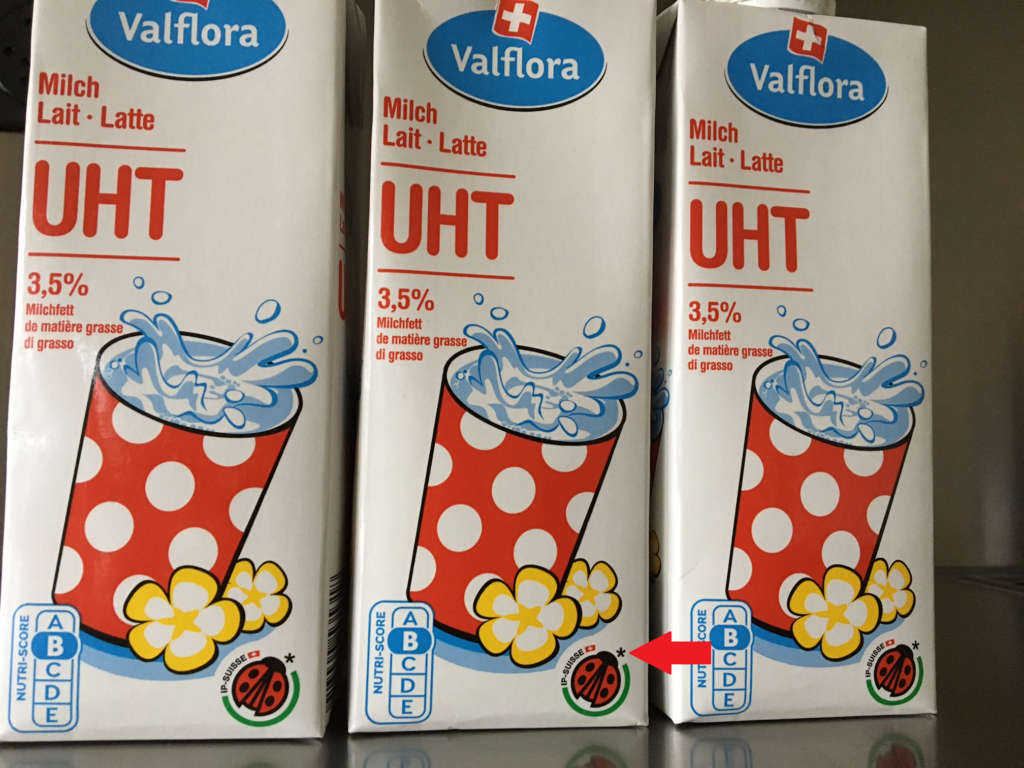 Valflora
Milch
Lait · Latte
UHT
3,5%
Milchfett
de matière grasse
di grasso
NUTRI-SCORE
A
B
C
D
E
IP-SUISSE
*
Valflora
Milch
Lait · Latte
UHT
3,5%
Milchfett
de matière grasse
di grasso
NUTRI-SCORE
A
B
C
D
E
IP-SUISSE
*
Valflora
Milch
Lait · Latte
UHT
3,5%
Milchfett
de matière grasse
di grasso
NUTRI-SCORE
A
B
C
D
E
IP-SUISSE
*